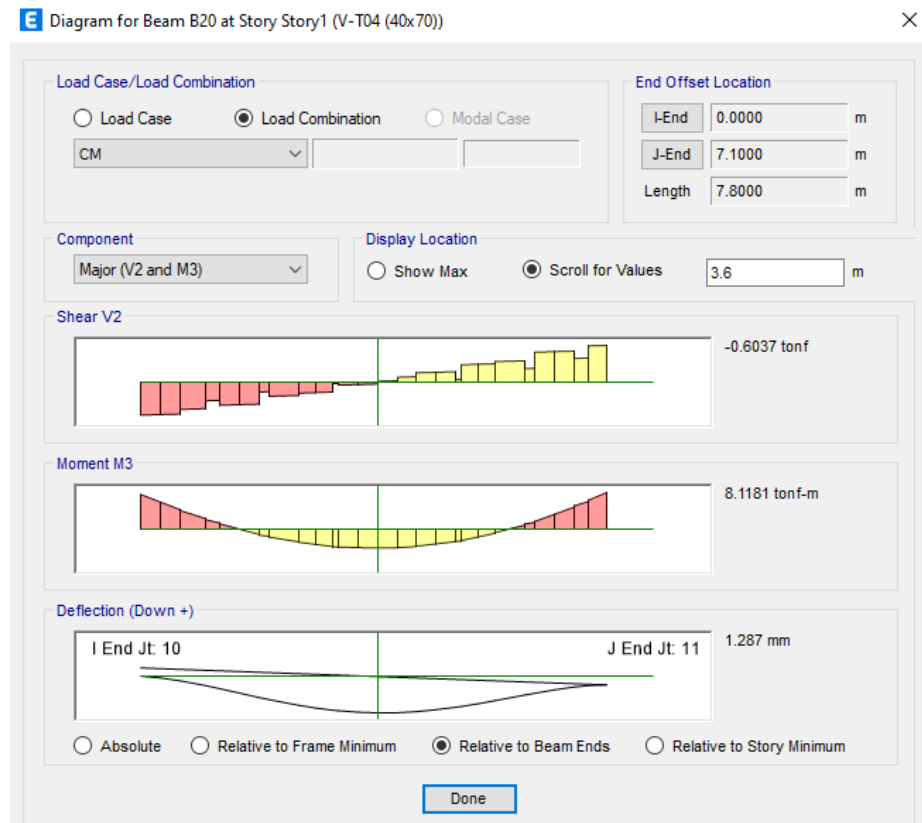 E Diagram for Beam B20 at Story Story1 (V-T04 (40x70))
Load Case/Load Combination
Load Case
Load Combination
Modal Case
CM
End Offset Location
I-End 0.0000 m
J-End 7.1000 m
Length 7.8000 m
Component
Major (V2 and M3)
Display Location
Show Max
Scroll for Values
3.6 m
Shear V2
-0.6037 tonf
Moment M3
8.1181 tonf-m
Deflection (Down +)
I End Jt: 10
J End Jt: 11
1.287 mm
Absolute
Relative to Frame Minimum
Relative to Beam Ends
Relative to Story Minimum
Done